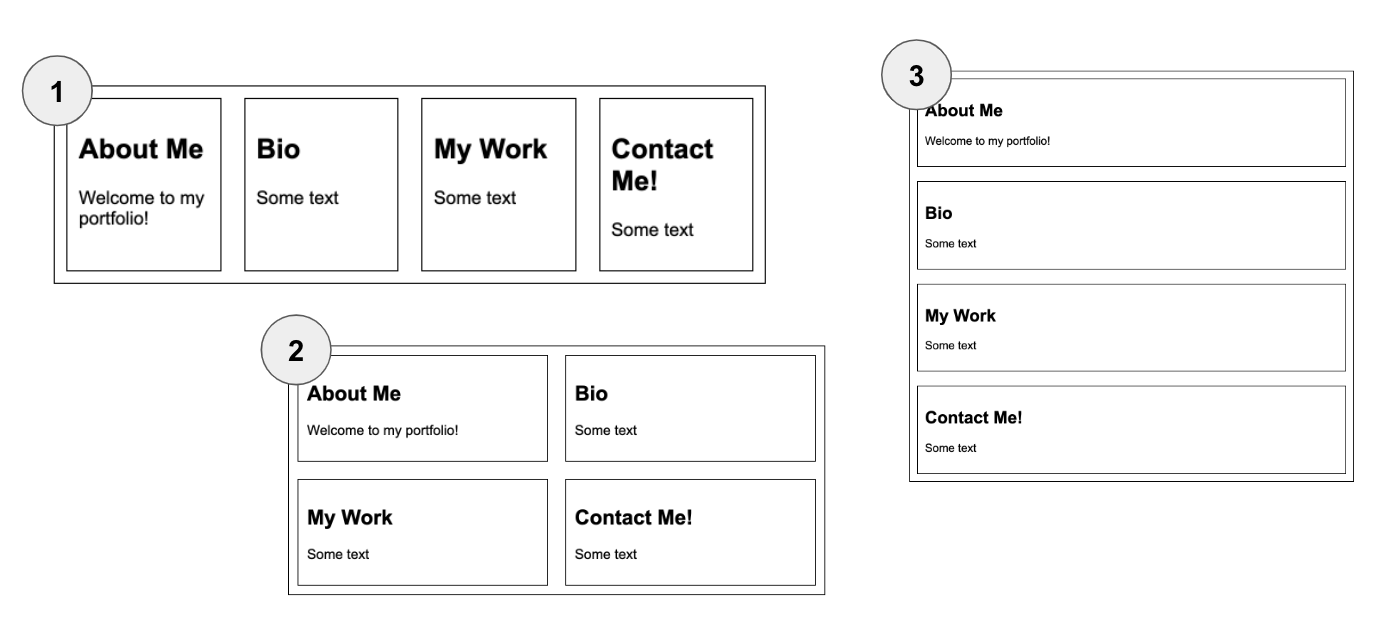 1
About Me
Welcome to my
portfolio!
Bio
Some text
My Work
Some text
Contact
Me!
Some text
2
About Me
Welcome to my portfolio!
Bio
Some text
My Work
Some text
Contact Me!
Some text
3
About Me
Welcome to my portfolio!
Bio
Some text
My Work
Some text
Contact Me!
Some text